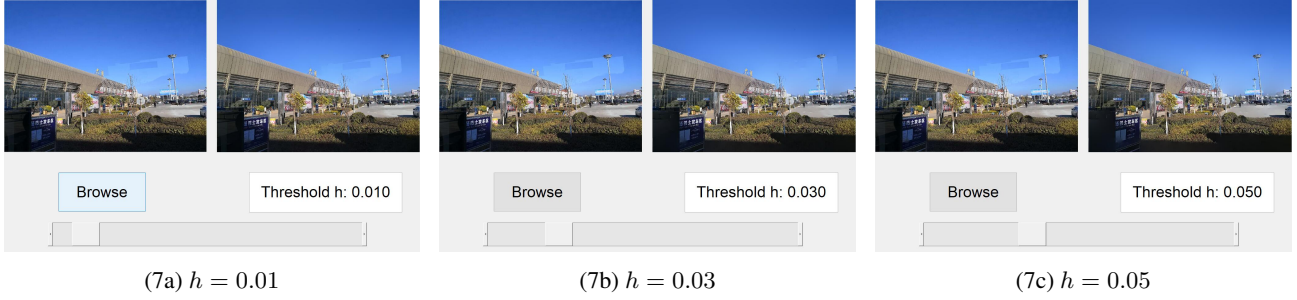 Browse
Threshold h: 0.010
Browse
Threshold h: 0.030
Browse
Threshold h: 0.050
(7a) h = 0.01
(7b) h = 0.03
(7c) h = 0.05